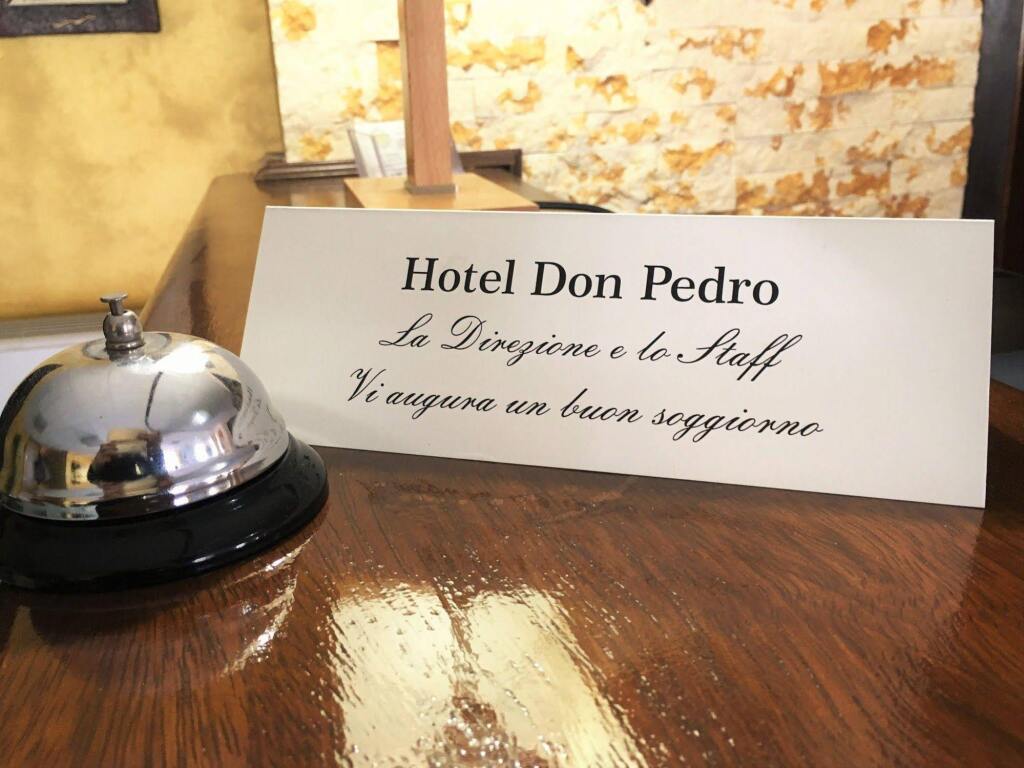 Hotel Don Pedro
La Direzione e lo Staff
Vi augura un buon soggiorno